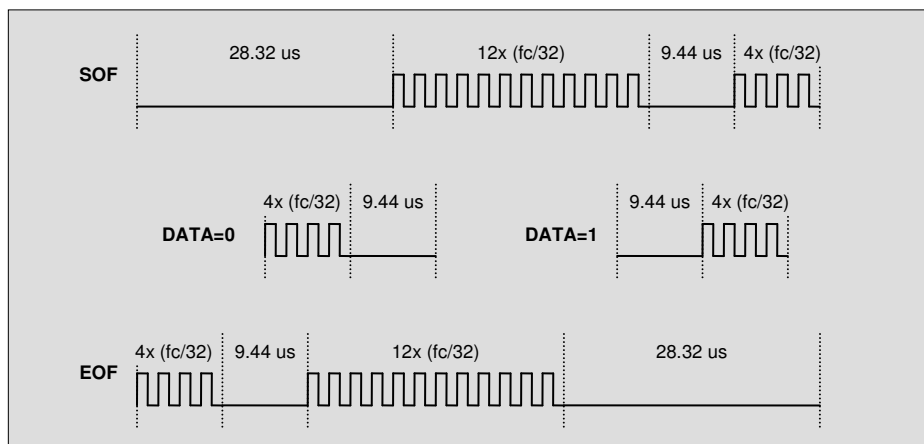 28.32 us 12x (fc/32) 9.44 us 4x (fc/32)
SOF
4x (fc/32) 9.44 us 9.44 us 4x (fc/32)
DATA=0 DATA=1
4x (fc/32) 9.44 us 12x (fc/32) 28.32 us
EOF